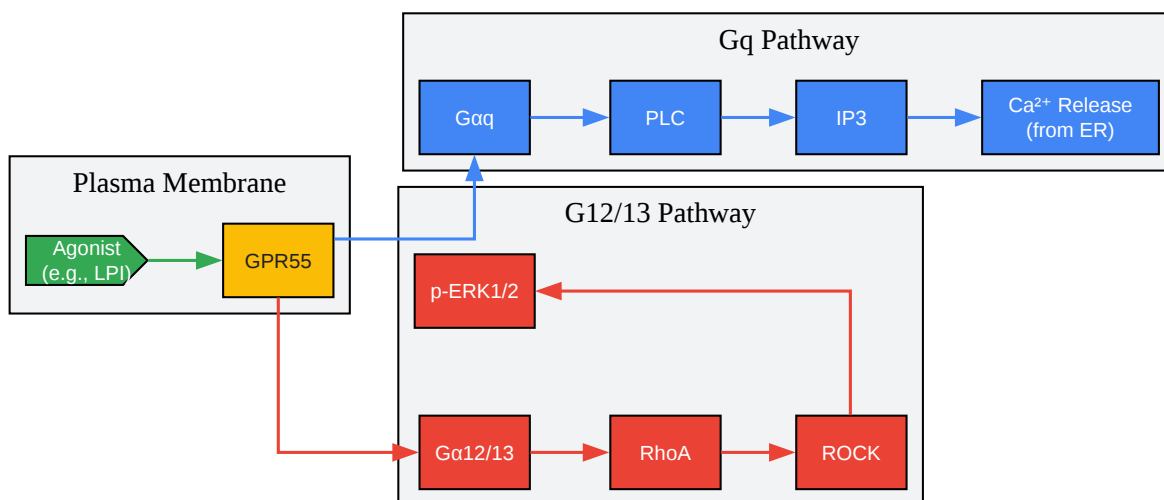 Gq Pathway
Gαq
PLC
IP3
Ca²⁺ Release
(from ER)
Plasma Membrane
Agonist
(e.g., LPI)
GPR55
G12/13 Pathway
p-ERK1/2
Gα12/13
RhoA
ROCK